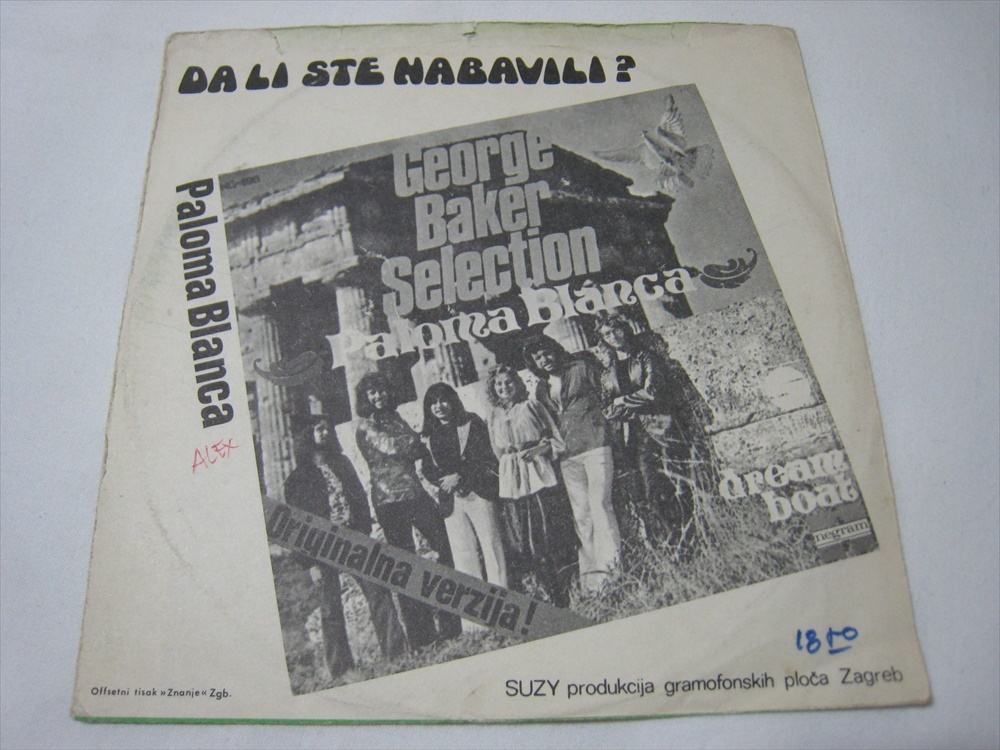 DA LI STE NABAVILI?
Paloma Blanca
George
Baker
Selection
Paloma Blánca
dream
boat
negram
Originalna verzija!
ALEX
1850
Offsetni tisak »Znanje« Zgb.
SUZY produkcija gramofonskih ploča Zagreb